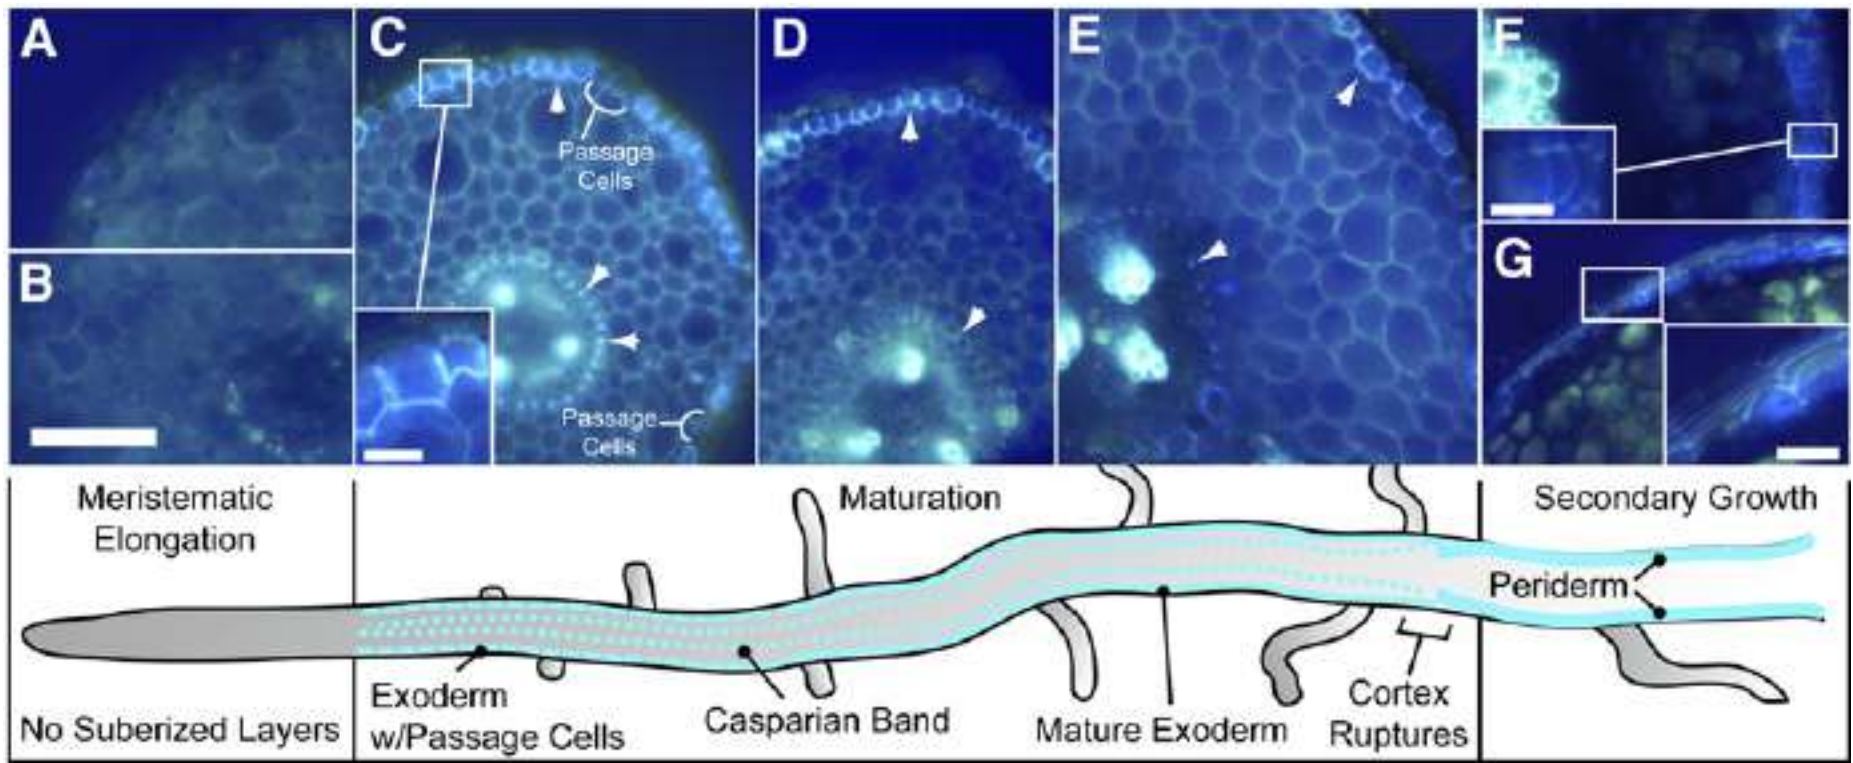 A
B
C
D
E
F
G
Passage
Cells
Passage
Cells
Meristematic
Elongation
Maturation
Secondary Growth
Periderm
No Suberized Layers
Exoderm
w/Passage Cells
Casparian Band
Mature Exoderm
Cortex
Ruptures